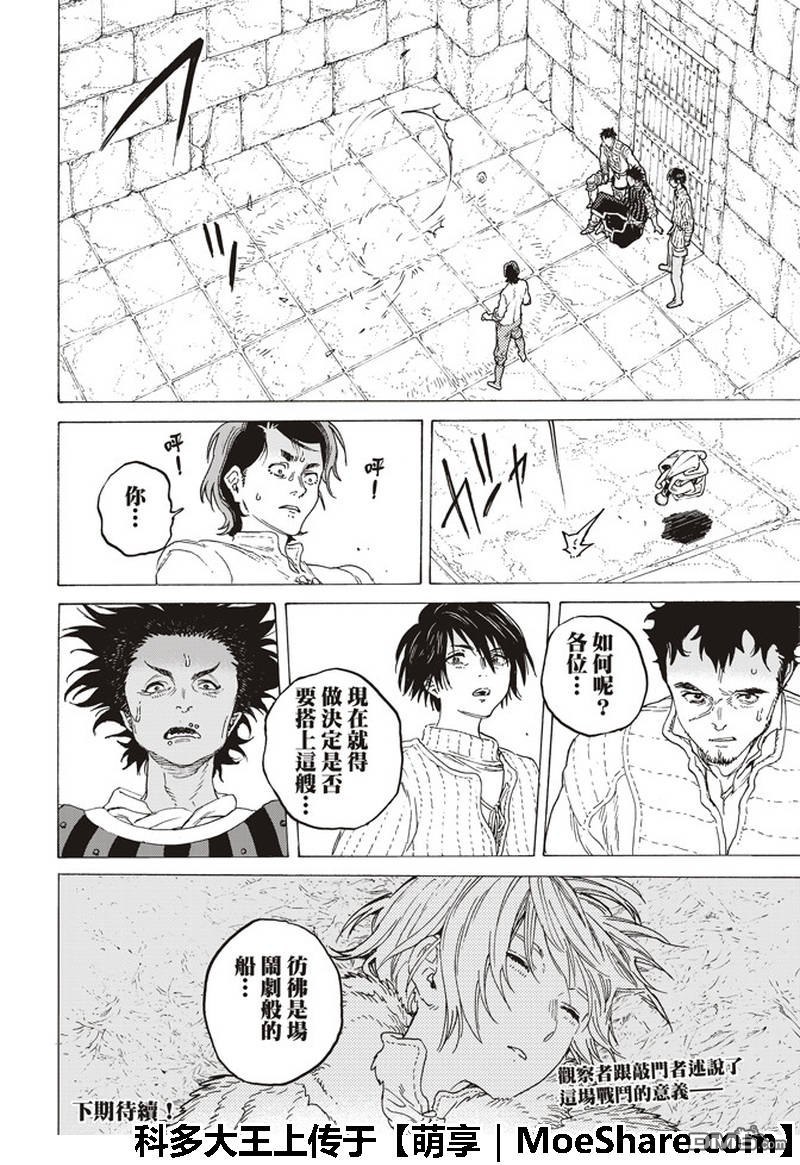 ガンッ
呼！
呼！
你…
如何呢？
各位…
現在就得
做決定是否
要搭上這艘…
彷彿是場
鬧劇般的
船…
觀察者跟敲門者述說了
這場戰鬥的意義——
下期待續！
科多大王上传于【萌享｜MoeShare.com】